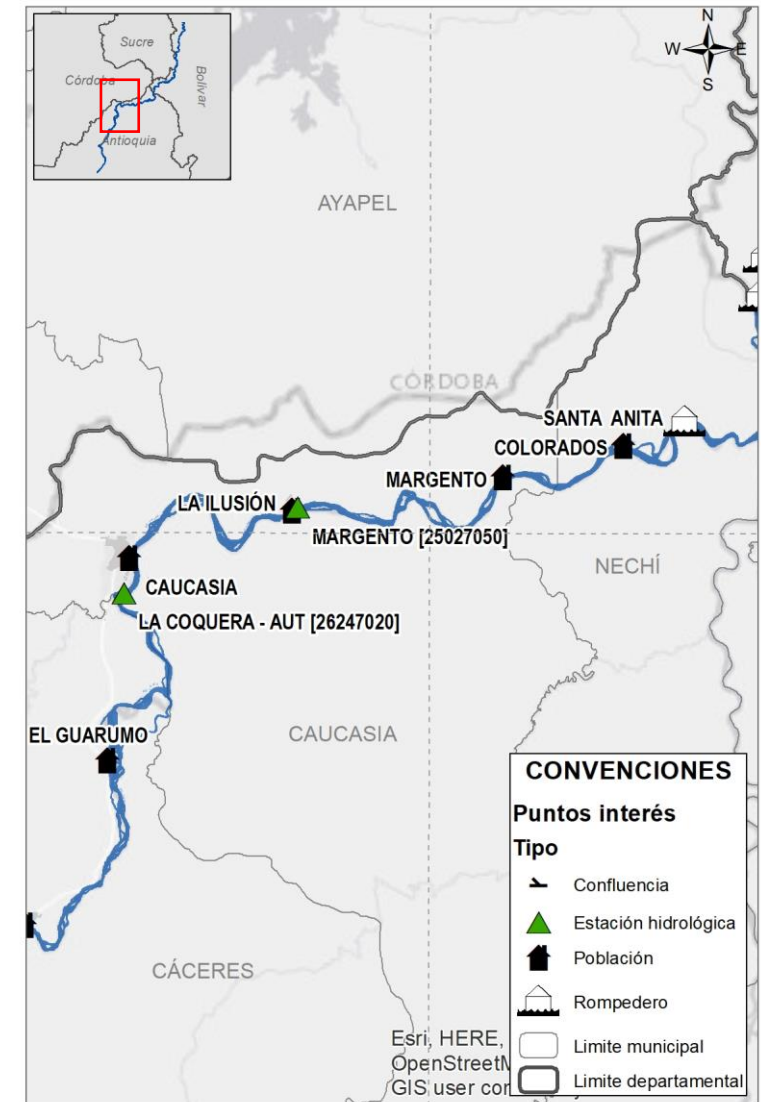 Sucre
Córdoba
Bolívar
Antioquia
N
W E
S
AYAPEL
CÓRDOBA
SANTA ANITA
COLORADOS
MARGENTO
LA ILUSIÓN
MARGENTO [25027050]
NECHÍ
CAUCASIA
LA COQUERA - AUT [26247020]
EL GUARUMO
CAUCASIA
CÁCERES
CONVENCIONES
Puntos interés
Tipo
Confluencia
Estación hidrológica
Población
Rompedero
Limite municipal
Limite departamental
Esri, HERE,
OpenStreetM
GIS user cor